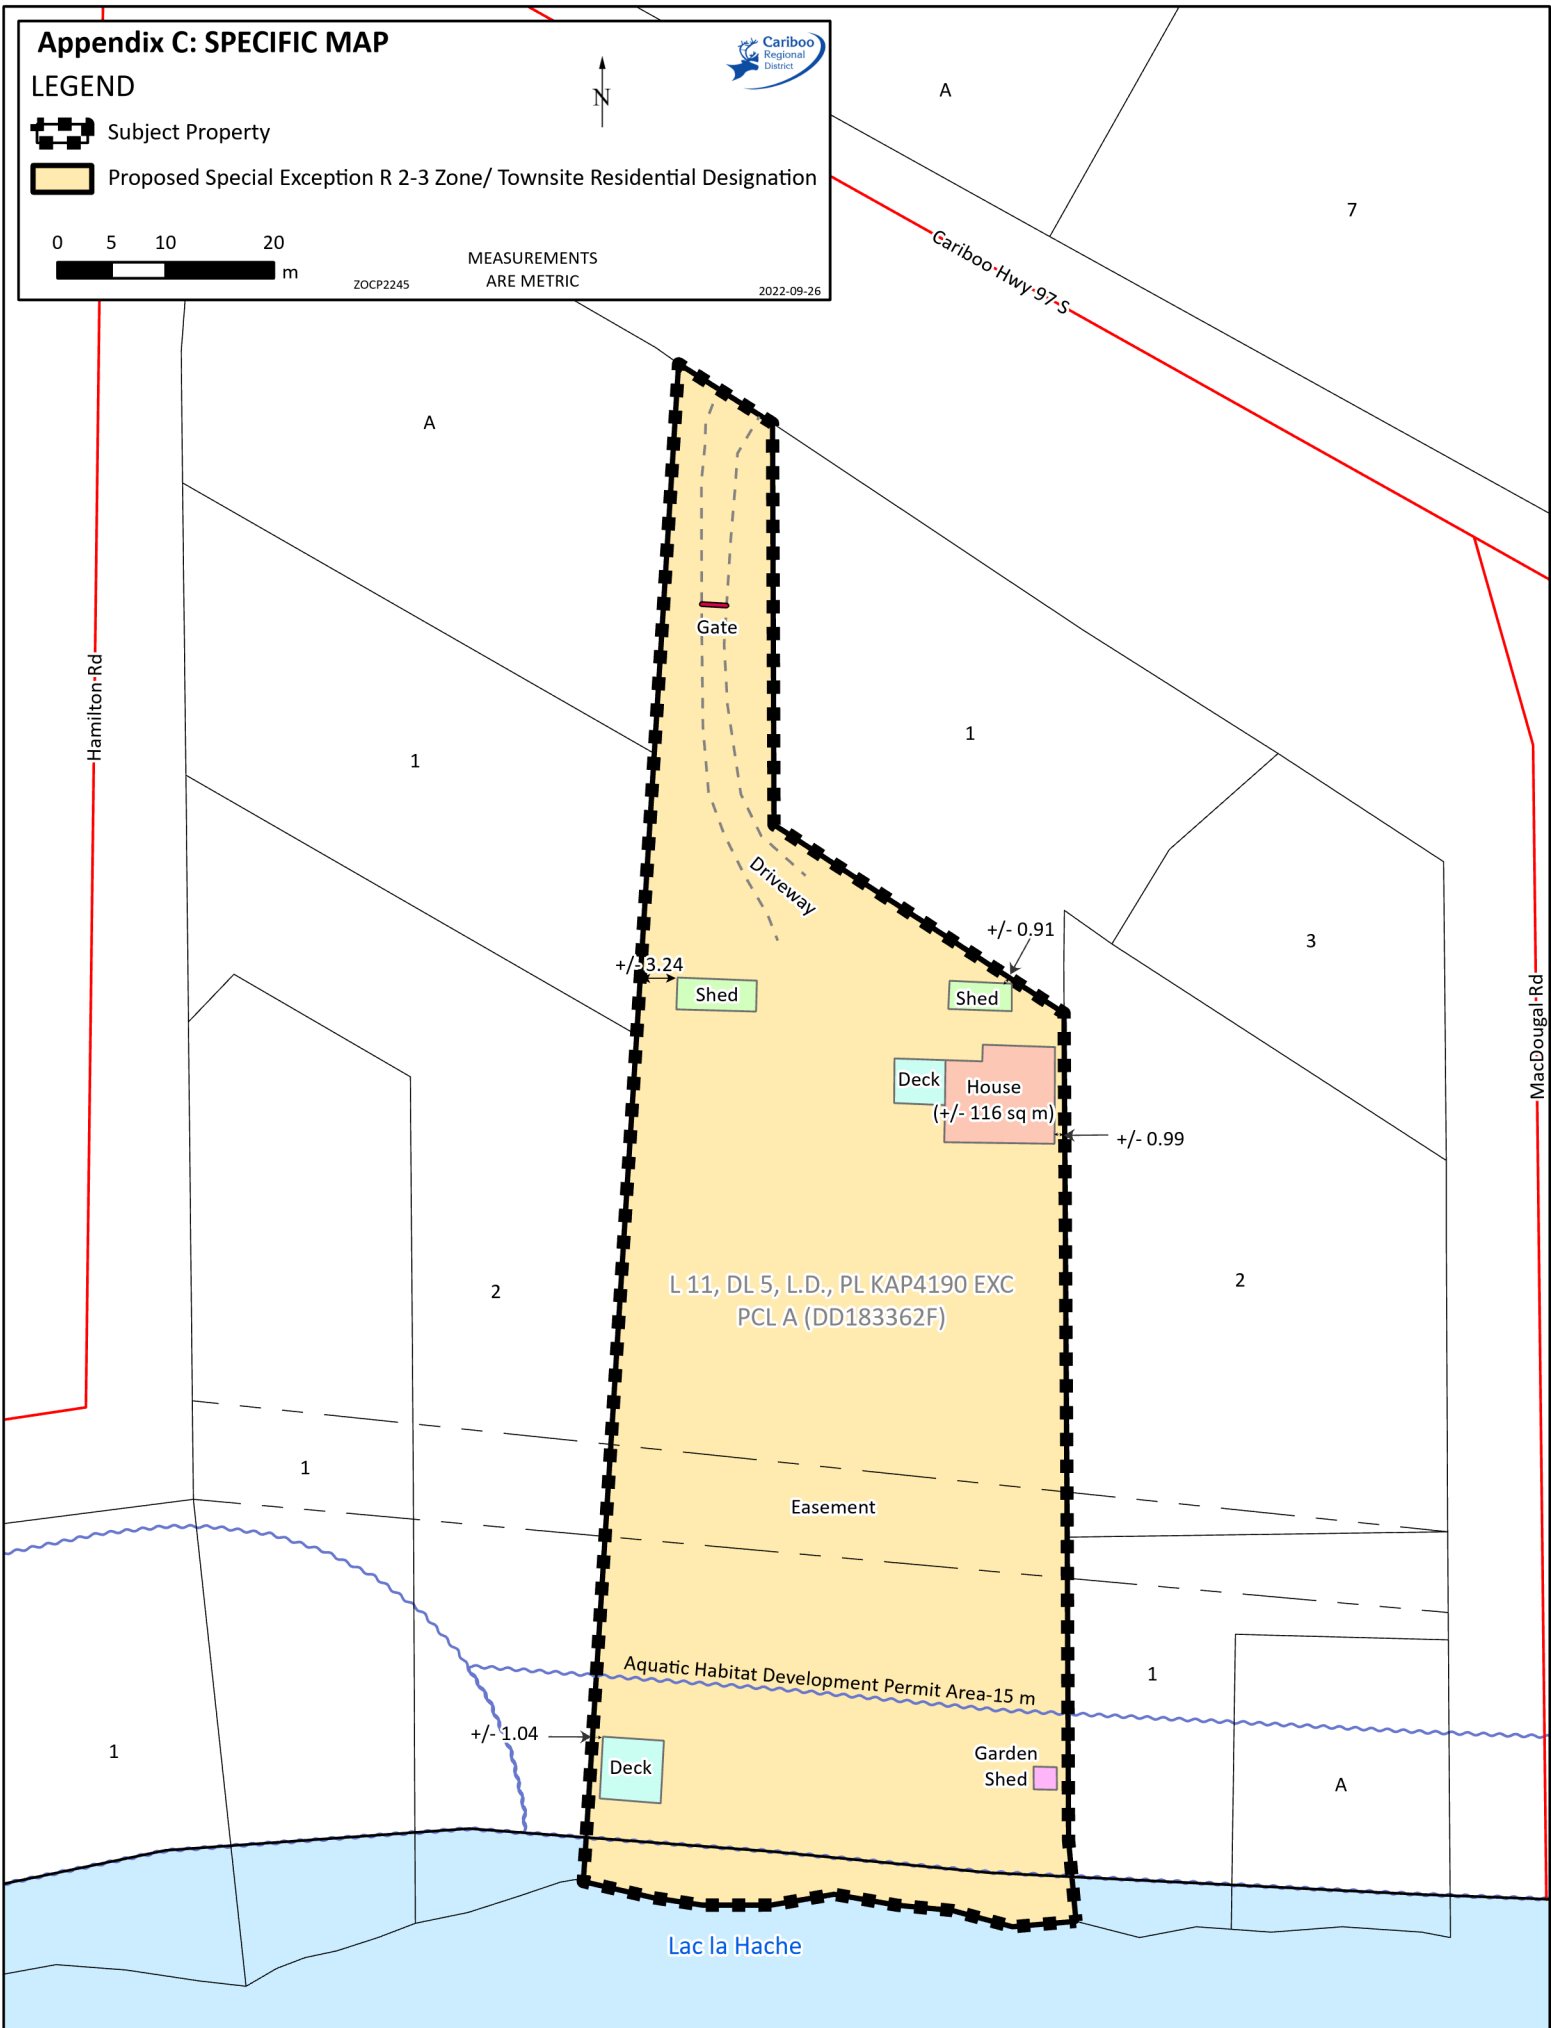 Appendix C: SPECIFIC MAP
Cariboo
Regional
District
LEGEND
N
Subject Property
Proposed Special Exception R 2-3 Zone/ Townsite Residential Designation
0 5 10 20
m
MEASUREMENTS
ARE METRIC
ZOCP2245
2022-09-26
A
7
Cariboo Hwy 97 S
A
Gate
Hamilton Rd
1
1
Driveway
+/- 0.91
3
+/- 3.24
Shed
Shed
MacDougal Rd
Deck
House
(+/- 116 sq m)
+/- 0.99
2
L 11, DL 5, L.D., PL KAP4190 EXC
PCL A (DD183362F)
2
1
Easement
Aquatic Habitat Development Permit Area-15 m
1
+/- 1.04
1
Deck
Garden
Shed
A
Lac la Hache